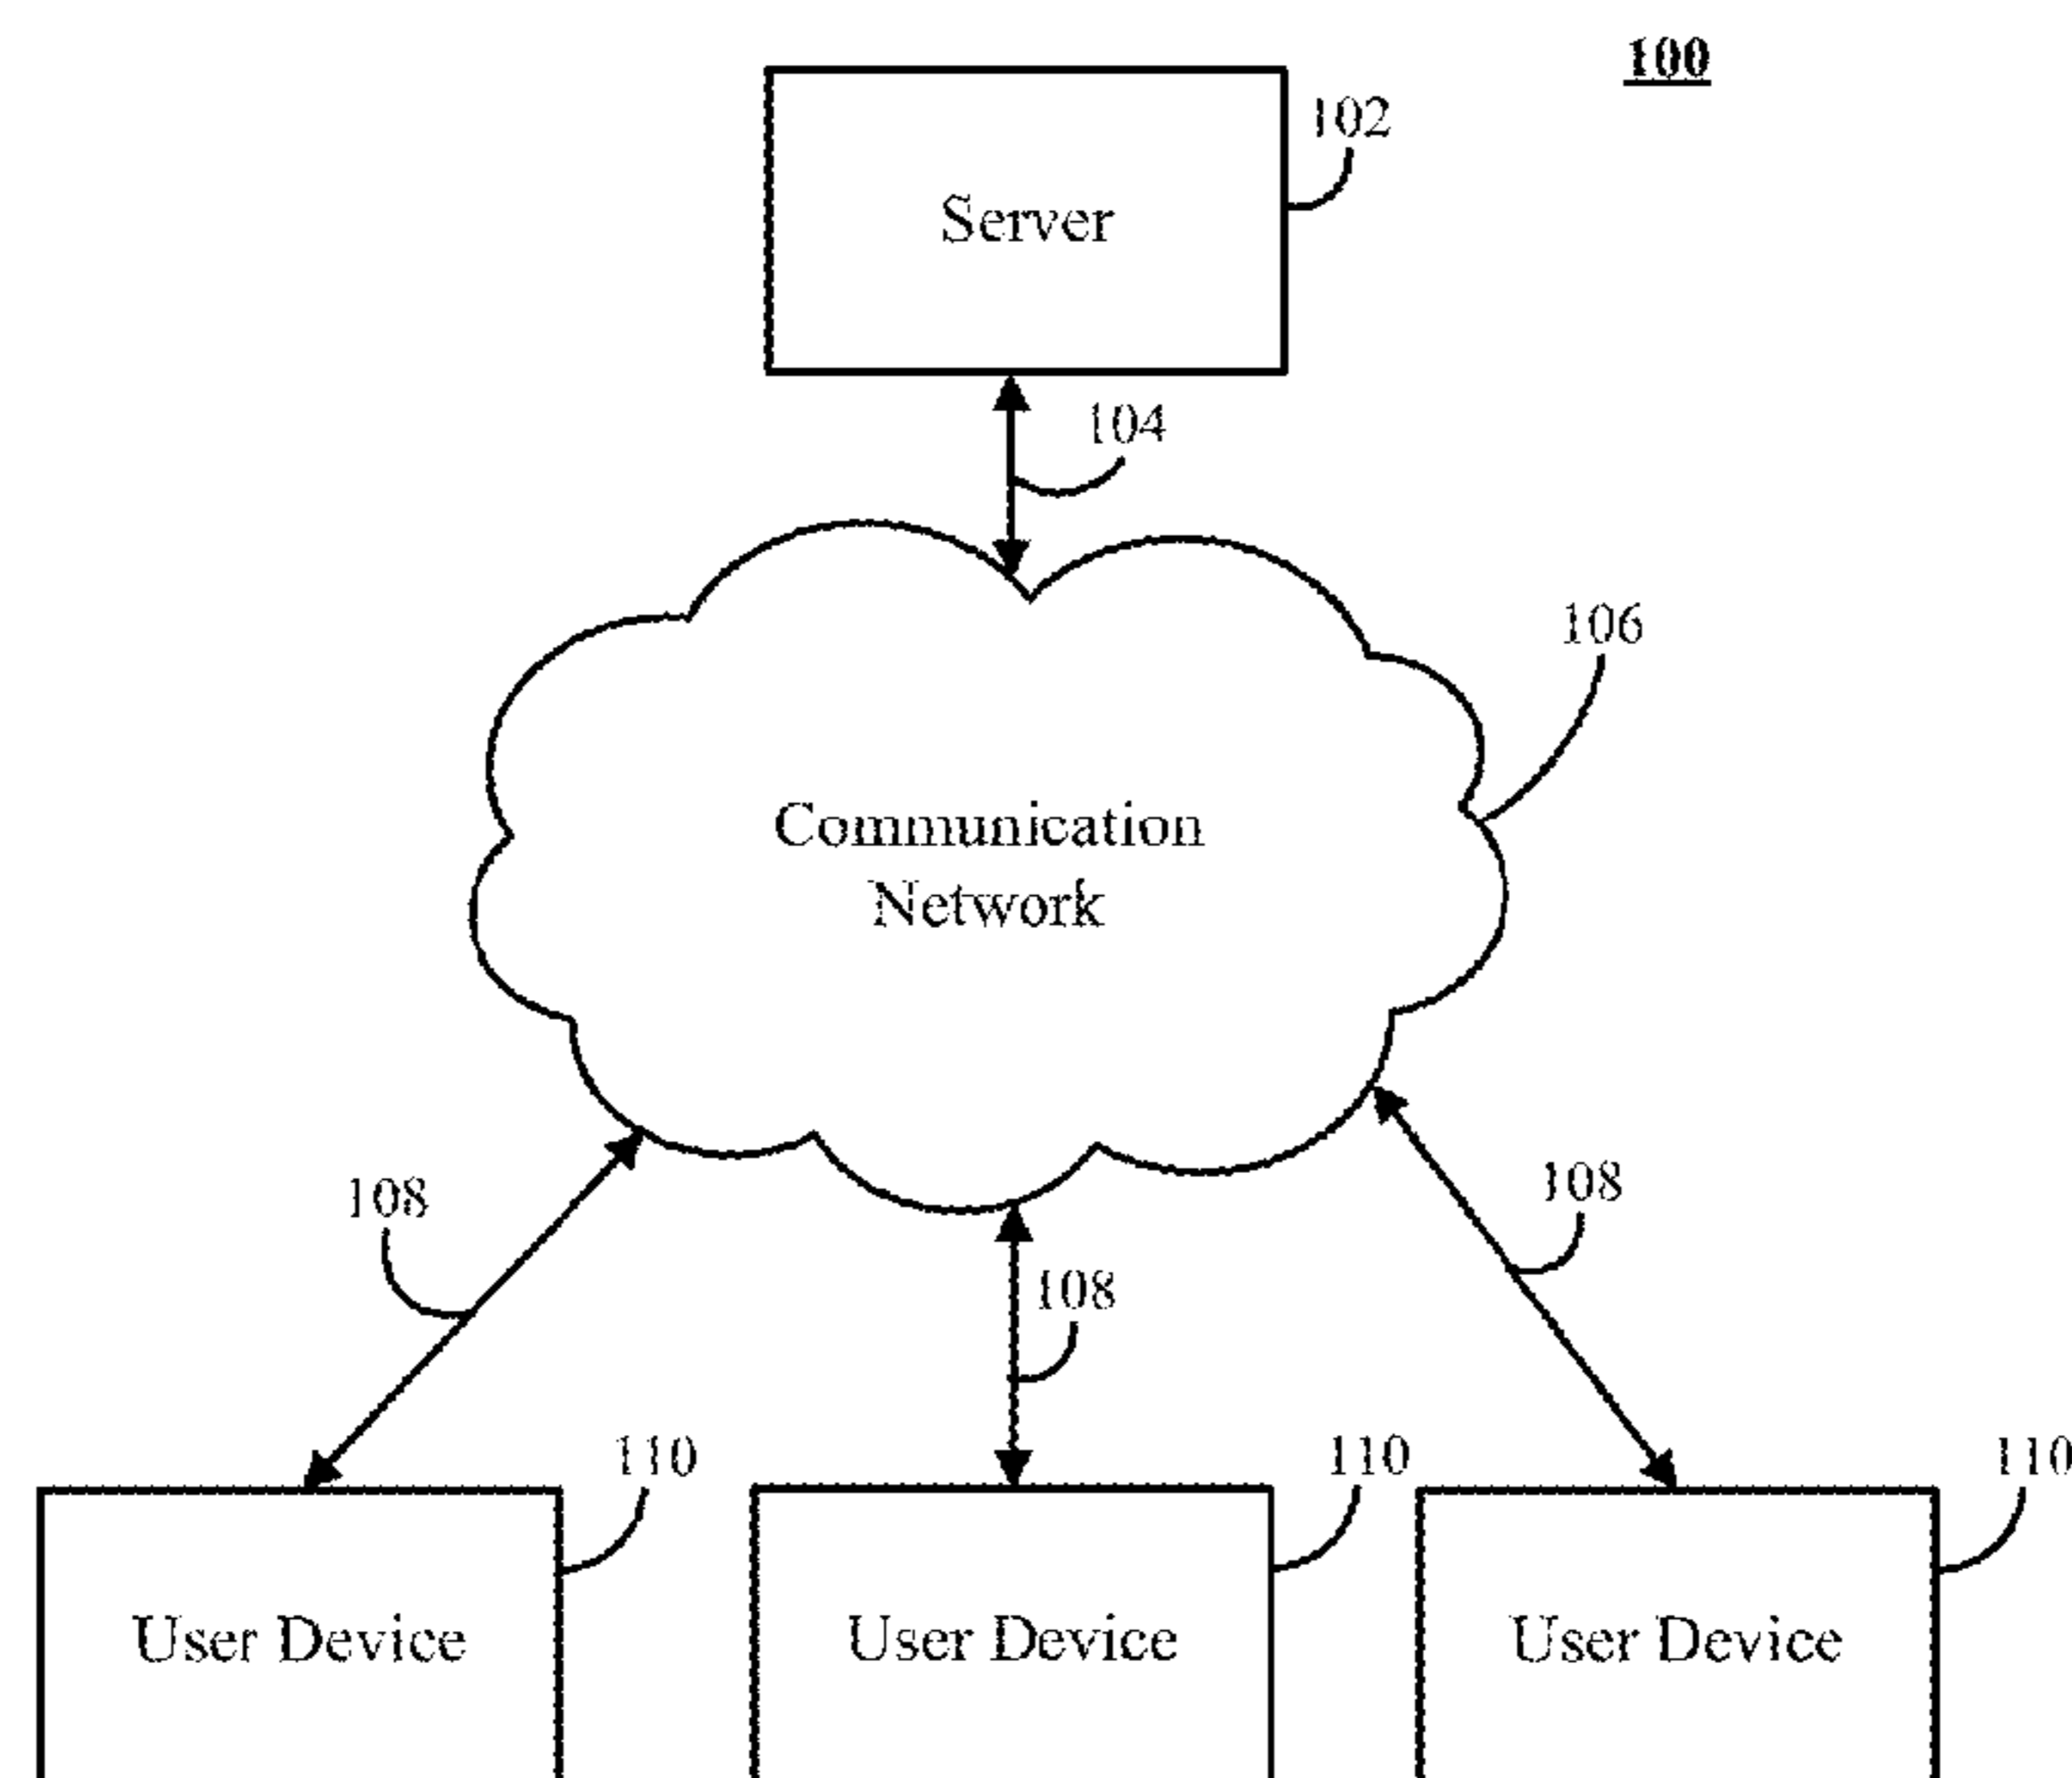 100
102
Server
104
106
Communication
Network
108
108
108
110
110
110
User Device
User Device
User Device